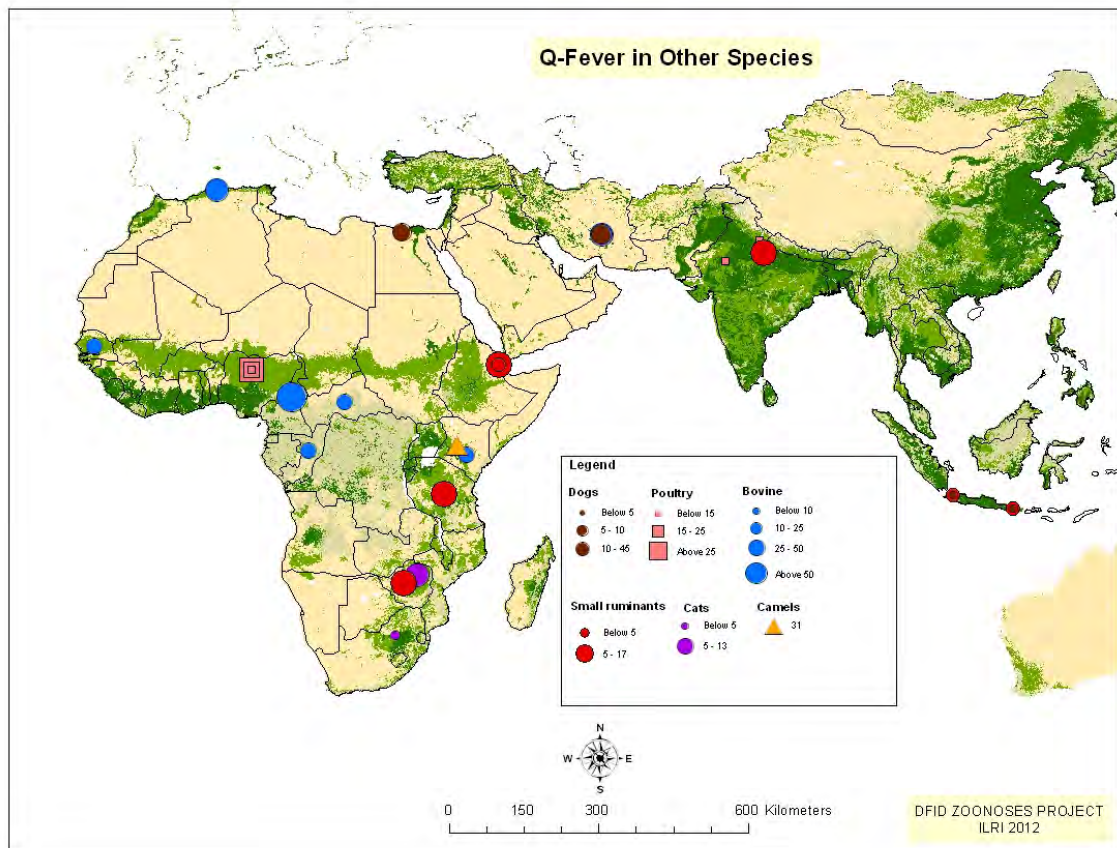 Q-Fever in Other Species
Legend
Dogs
Below 5
5 - 10
10 - 45
Poultry
Below 15
15 - 25
Above 25
Bovine
Below 10
10 - 25
25 - 50
Above 50
Small ruminants
Below 5
5 - 17
Cats
Below 5
5 - 13
Camels
31
N
W E
S
0 150 300 600 Kilometers
DFID ZOONOSES PROJECT
ILRI 2012